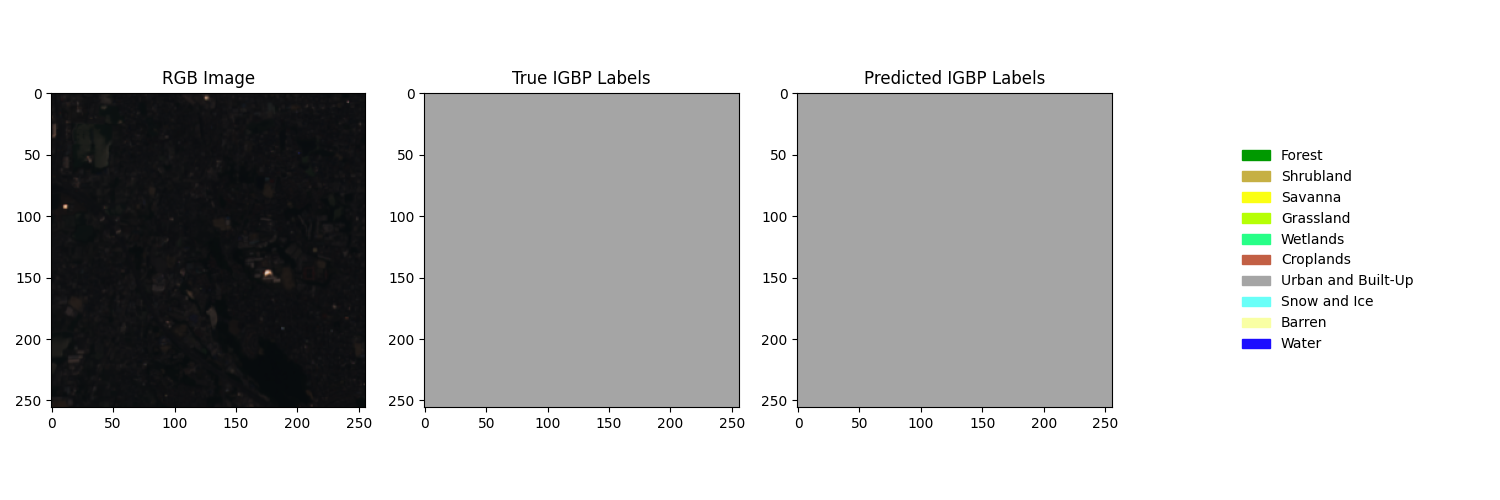 RGB Image
True IGBP Labels
Predicted IGBP Labels
0
50
100
150
200
250
0
50
100
150
200
250
0
50
100
150
200
250
0
50
100
150
200
250
0
50
100
150
200
250
0
50
100
150
200
250
Forest
Shrubland
Savanna
Grassland
Wetlands
Croplands
Urban and Built-Up
Snow and Ice
Barren
Water